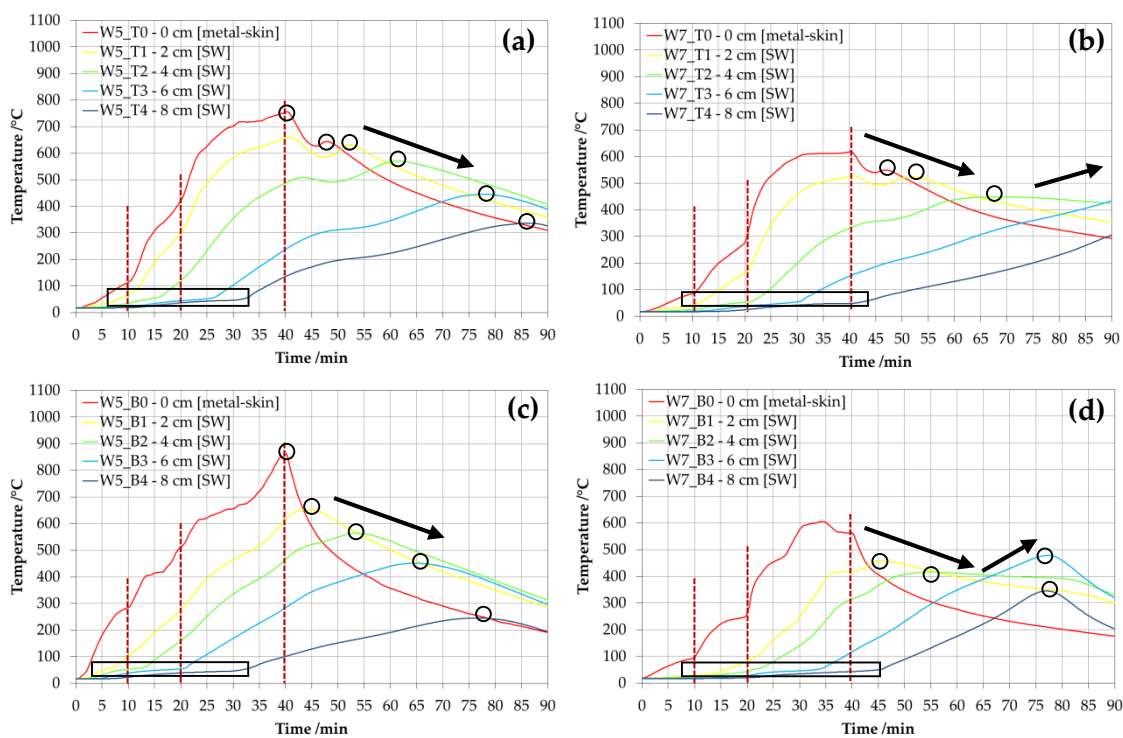 1100
1000
900
800
700
600
500
400
300
200
100
0
Temperature /°C
W5_T0 - 0 cm [metal-skin]
W5_T1 - 2 cm [SW]
W5_T2 - 4 cm [SW]
W5_T3 - 6 cm [SW]
W5_T4 - 8 cm [SW]
(a)
0 5 10 15 20 25 30 35 40 45 50 55 60 65 70 75 80 85 90
Time /min
1100
1000
900
800
700
600
500
400
300
200
100
0
Temperature /°C
W7_T0 - 0 cm [metal-skin]
W7_T1 - 2 cm [SW]
W7_T2 - 4 cm [SW]
W7_T3 - 6 cm [SW]
W7_T4 - 8 cm [SW]
(b)
0 5 10 15 20 25 30 35 40 45 50 55 60 65 70 75 80 85 90
Time /min
1100
1000
900
800
700
600
500
400
300
200
100
0
Temperature /°C
W5_B0 - 0 cm [metal-skin]
W5_B1 - 2 cm [SW]
W5_B2 - 4 cm [SW]
W5_B3 - 6 cm [SW]
W5_B4 - 8 cm [SW]
(c)
0 5 10 15 20 25 30 35 40 45 50 55 60 65 70 75 80 85 90
Time /min
1100
1000
900
800
700
600
500
400
300
200
100
0
Temperature /°C
W7_B0 - 0 cm [metal-skin]
W7_B1 - 2 cm [SW]
W7_B2 - 4 cm [SW]
W7_B3 - 6 cm [SW]
W7_B4 - 8 cm [SW]
(d)
0 5 10 15 20 25 30 35 40 45 50 55 60 65 70 75 80 85 90
Time /min